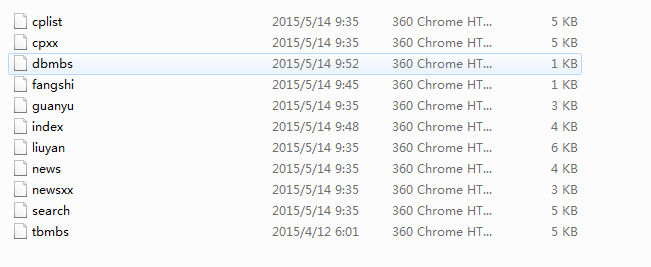 cplist 2015/5/14 9:35 360 Chrome HT... 5 KB
cpxx 2015/5/14 9:35 360 Chrome HT... 5 KB
dbmbs 2015/5/14 9:52 360 Chrome HT... 1 KB
fangshi 2015/5/14 9:45 360 Chrome HT... 1 KB
guanyu 2015/5/14 9:35 360 Chrome HT... 3 KB
index 2015/5/14 9:48 360 Chrome HT... 4 KB
liuyan 2015/5/14 9:35 360 Chrome HT... 6 KB
news 2015/5/14 9:35 360 Chrome HT... 4 KB
newsxx 2015/5/14 9:35 360 Chrome HT... 3 KB
search 2015/5/14 9:35 360 Chrome HT... 5 KB
tbmbs 2015/4/12 6:01 360 Chrome HT... 5 KB